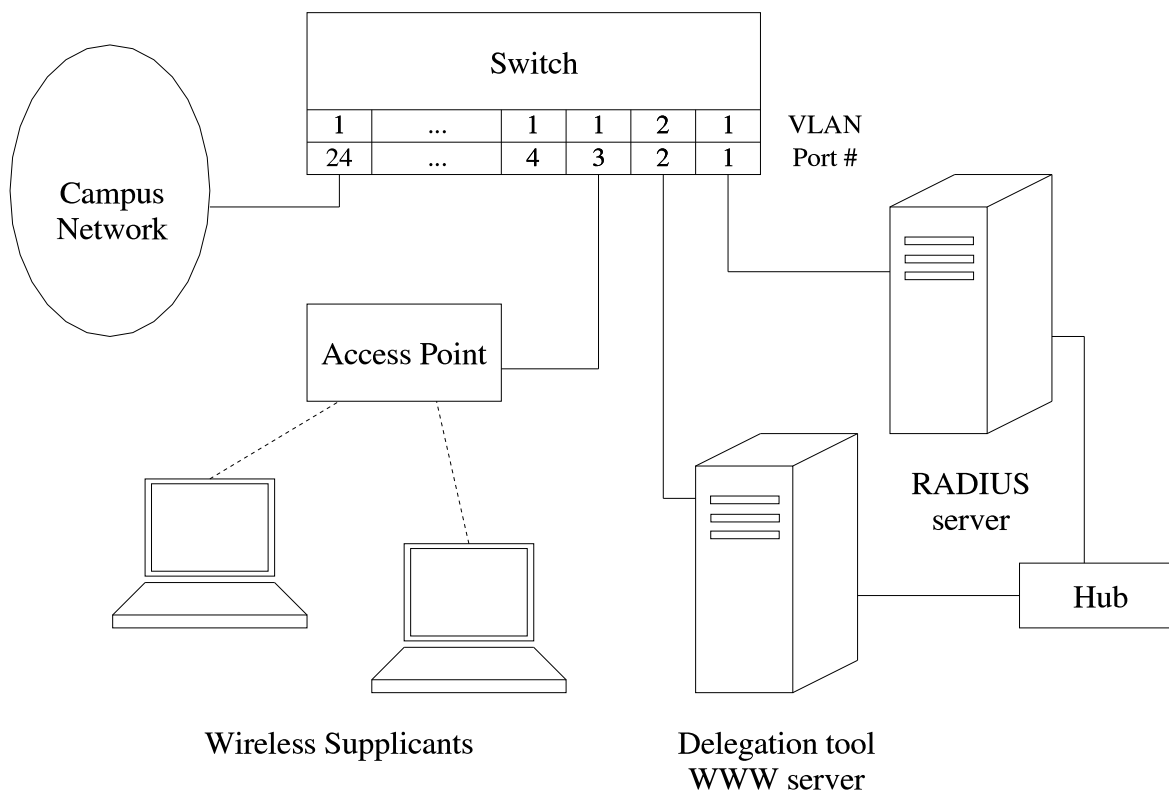 Switch
1 ... 1 1 2 1 VLAN
24 ... 4 3 2 1 Port #
Campus
Network
Access Point
RADIUS
server
Hub
Wireless Supplicants
Delegation tool
WWW server